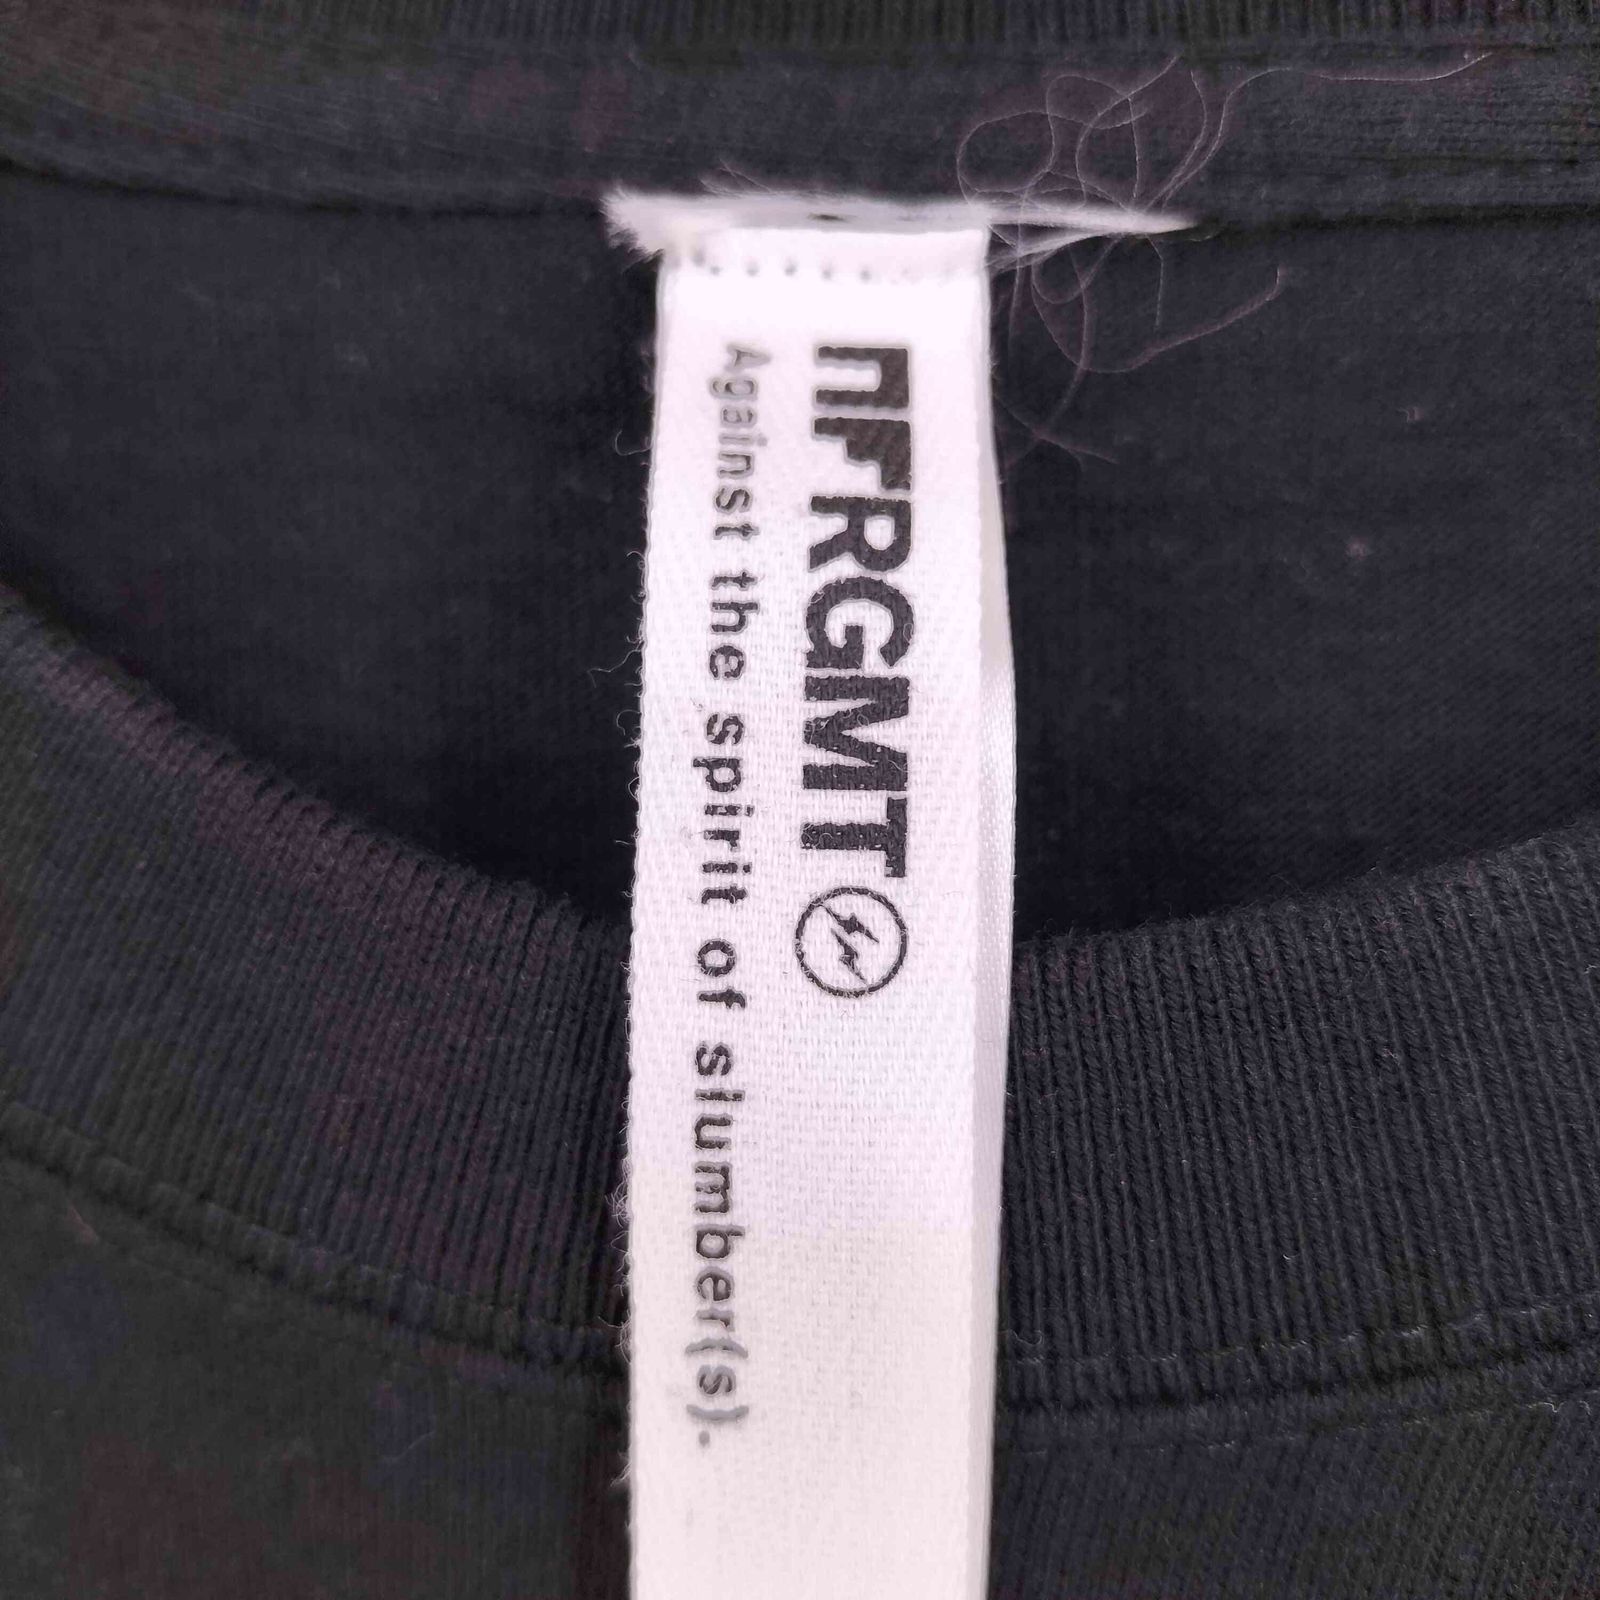 FRGMT
Against the spirit of slumber(s).